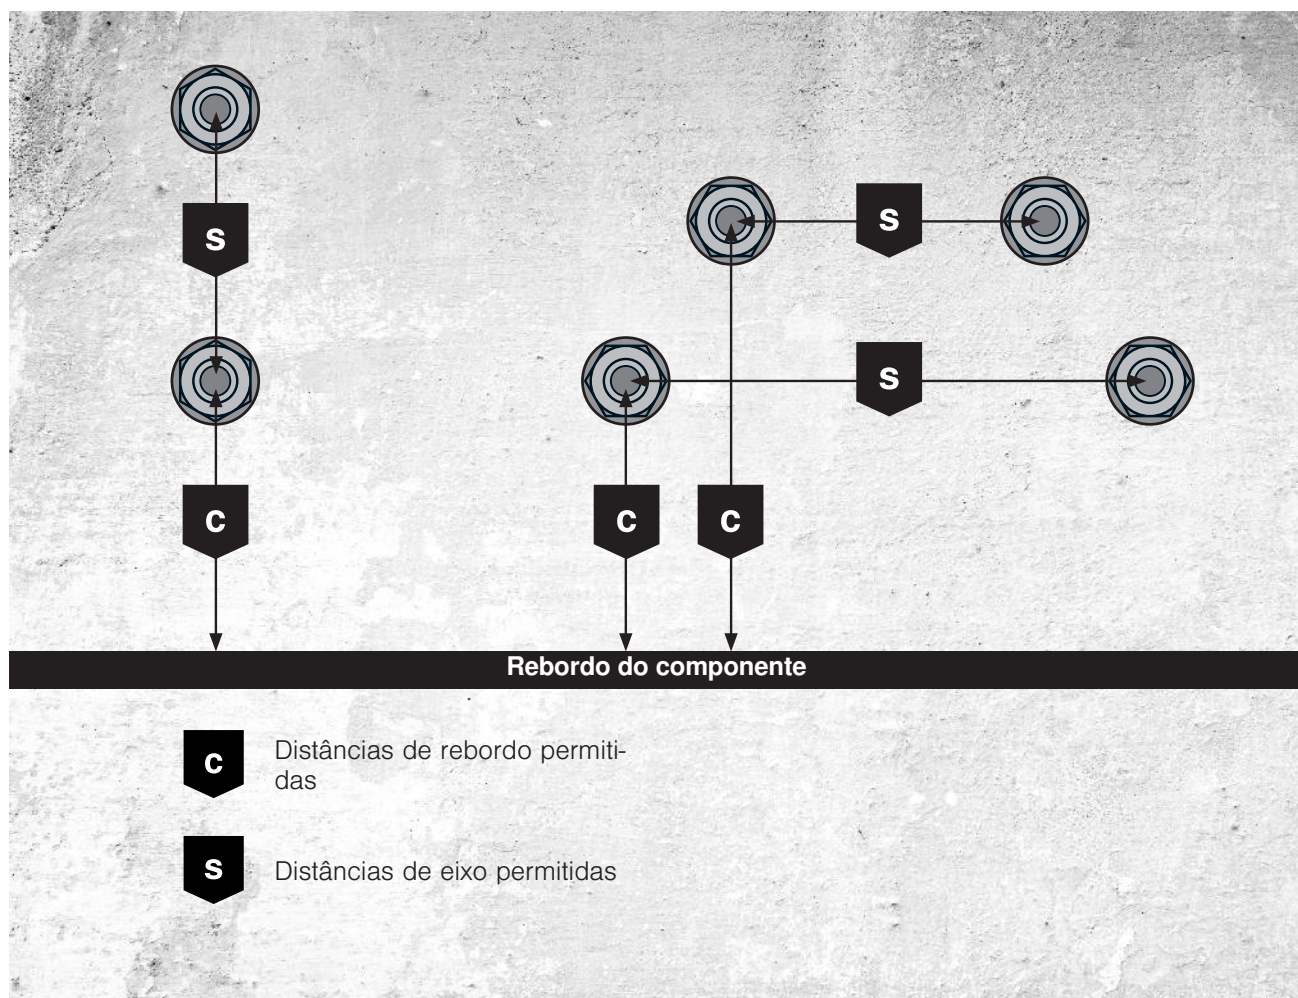 S
S
S
C
C
C
Rebordo do componente
C
Distâncias de rebordo permiti-
das
S
Distâncias de eixo permitidas